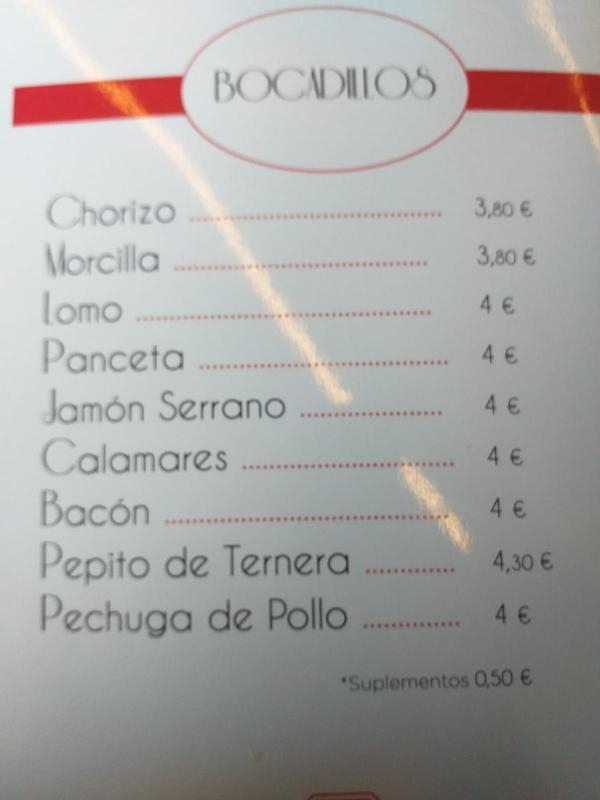 BOCADILLOS
Chorizo ........................................ 3,80 €
Morcilla ........................................ 3,80 €
Lomo ............................................... 4 €
Panceta ........................................ 4 €
Jamón Serrano ...................... 4 €
Calamares .................................. 4 €
Bacón ............................................. 4 €
Pepito de Ternera .............. 4,30 €
Pechuga de Pollo ............... 4 €
*Suplementos 0,50 €